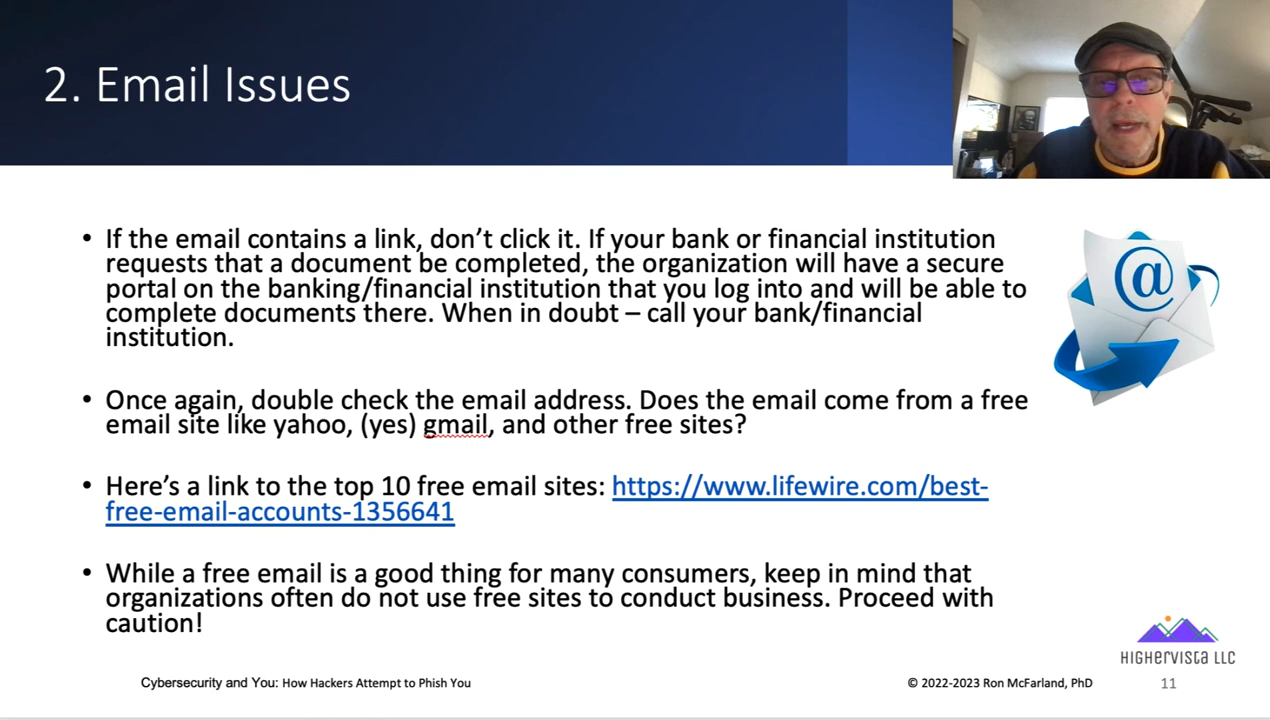 2. Email Issues
• If the email contains a link, don’t click it. If your bank or financial institution
requests that a document be completed, the organization will have a secure
portal on the banking/financial institution that you log into and will be able to
complete documents there. When in doubt – call your bank/financial
institution.
• Once again, double check the email address. Does the email come from a free
email site like yahoo, (yes) gmail, and other free sites?
• Here’s a link to the top 10 free email sites: https://www.lifewire.com/best-
free-email-accounts-1356641
• While a free email is a good thing for many consumers, keep in mind that
organizations often do not use free sites to conduct business. Proceed with
caution!
@
HIGHERVISTA LLC
Cybersecurity and You: How Hackers Attempt to Phish You
© 2022-2023 Ron McFarland, PhD
11